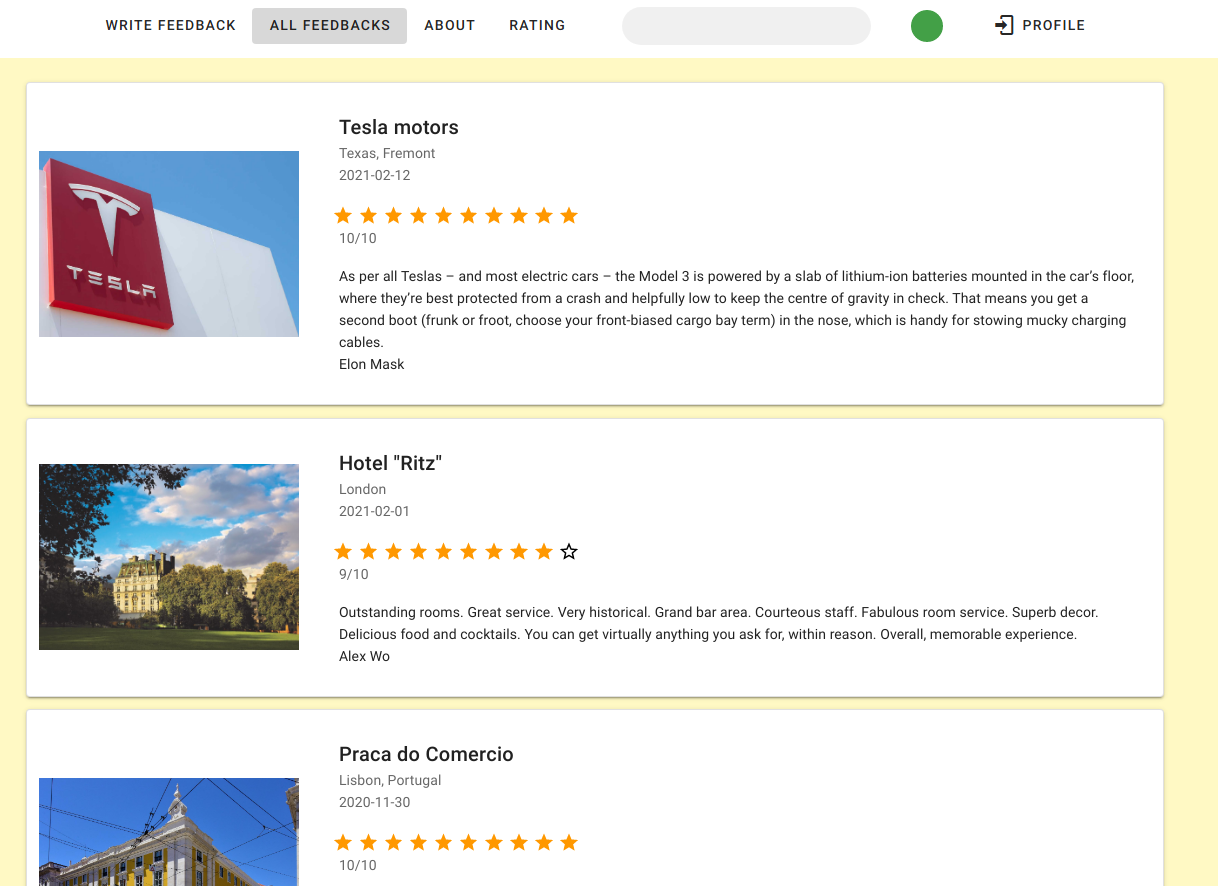 WRITE FEEDBACK ALL FEEDBACKS ABOUT RATING PROFILE
Tesla motors
Texas, Fremont
2021-02-12
TESLA
10/10
As per all Teslas – and most electric cars – the Model 3 is powered by a slab of lithium-ion batteries mounted in the car’s floor,
where they’re best protected from a crash and helpfully low to keep the centre of gravity in check. That means you get a
second boot (frunk or froot, choose your front-biased cargo bay term) in the nose, which is handy for stowing mucky charging
cables.
Elon Mask
Hotel "Ritz"
London
2021-02-01
9/10
Outstanding rooms. Great service. Very historical. Grand bar area. Courteous staff. Fabulous room service. Superb decor.
Delicious food and cocktails. You can get virtually anything you ask for, within reason. Overall, memorable experience.
Alex Wo
Praca do Comercio
Lisbon, Portugal
2020-11-30
10/10